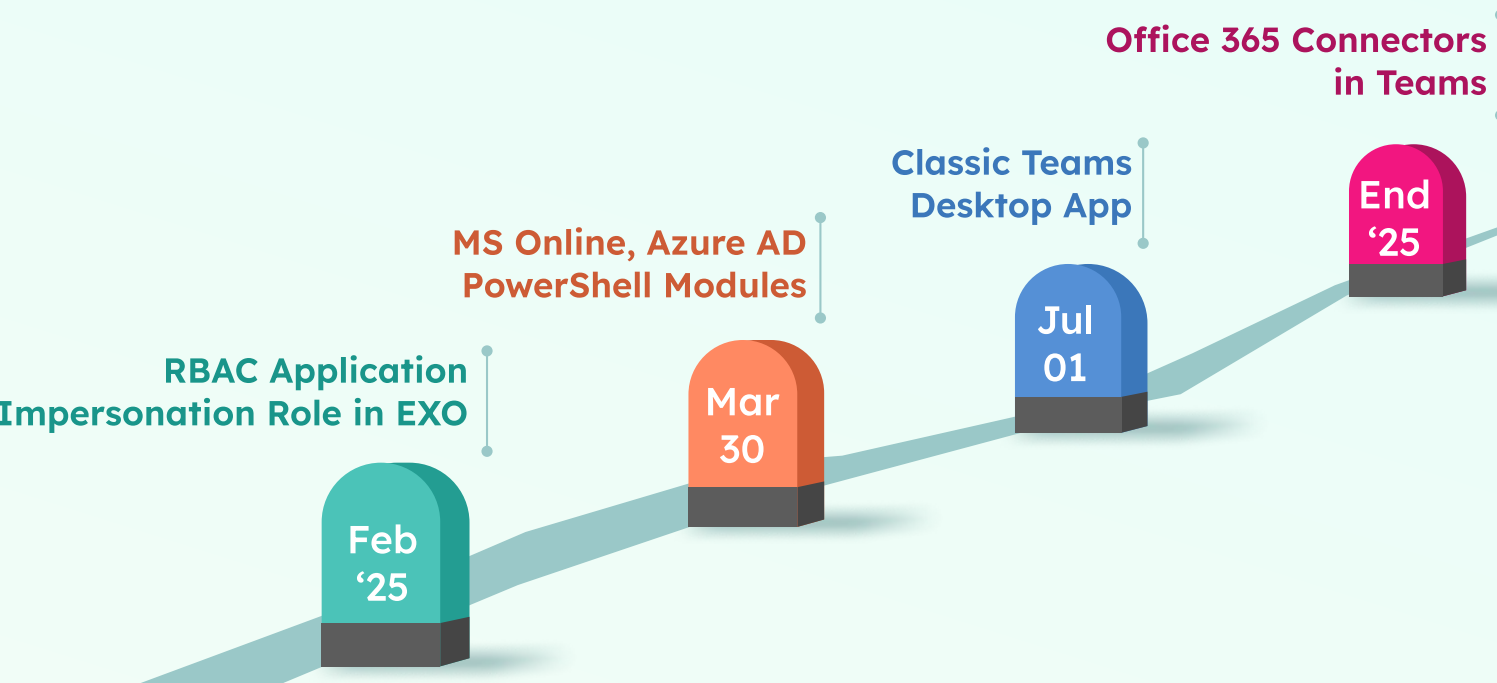 RBAC Application
Impersonation Role in EXO
Feb
‘25
MS Online, Azure AD
PowerShell Modules
Mar
30
Classic Teams
Desktop App
Jul
01
Office 365 Connectors
in Teams
End
‘25